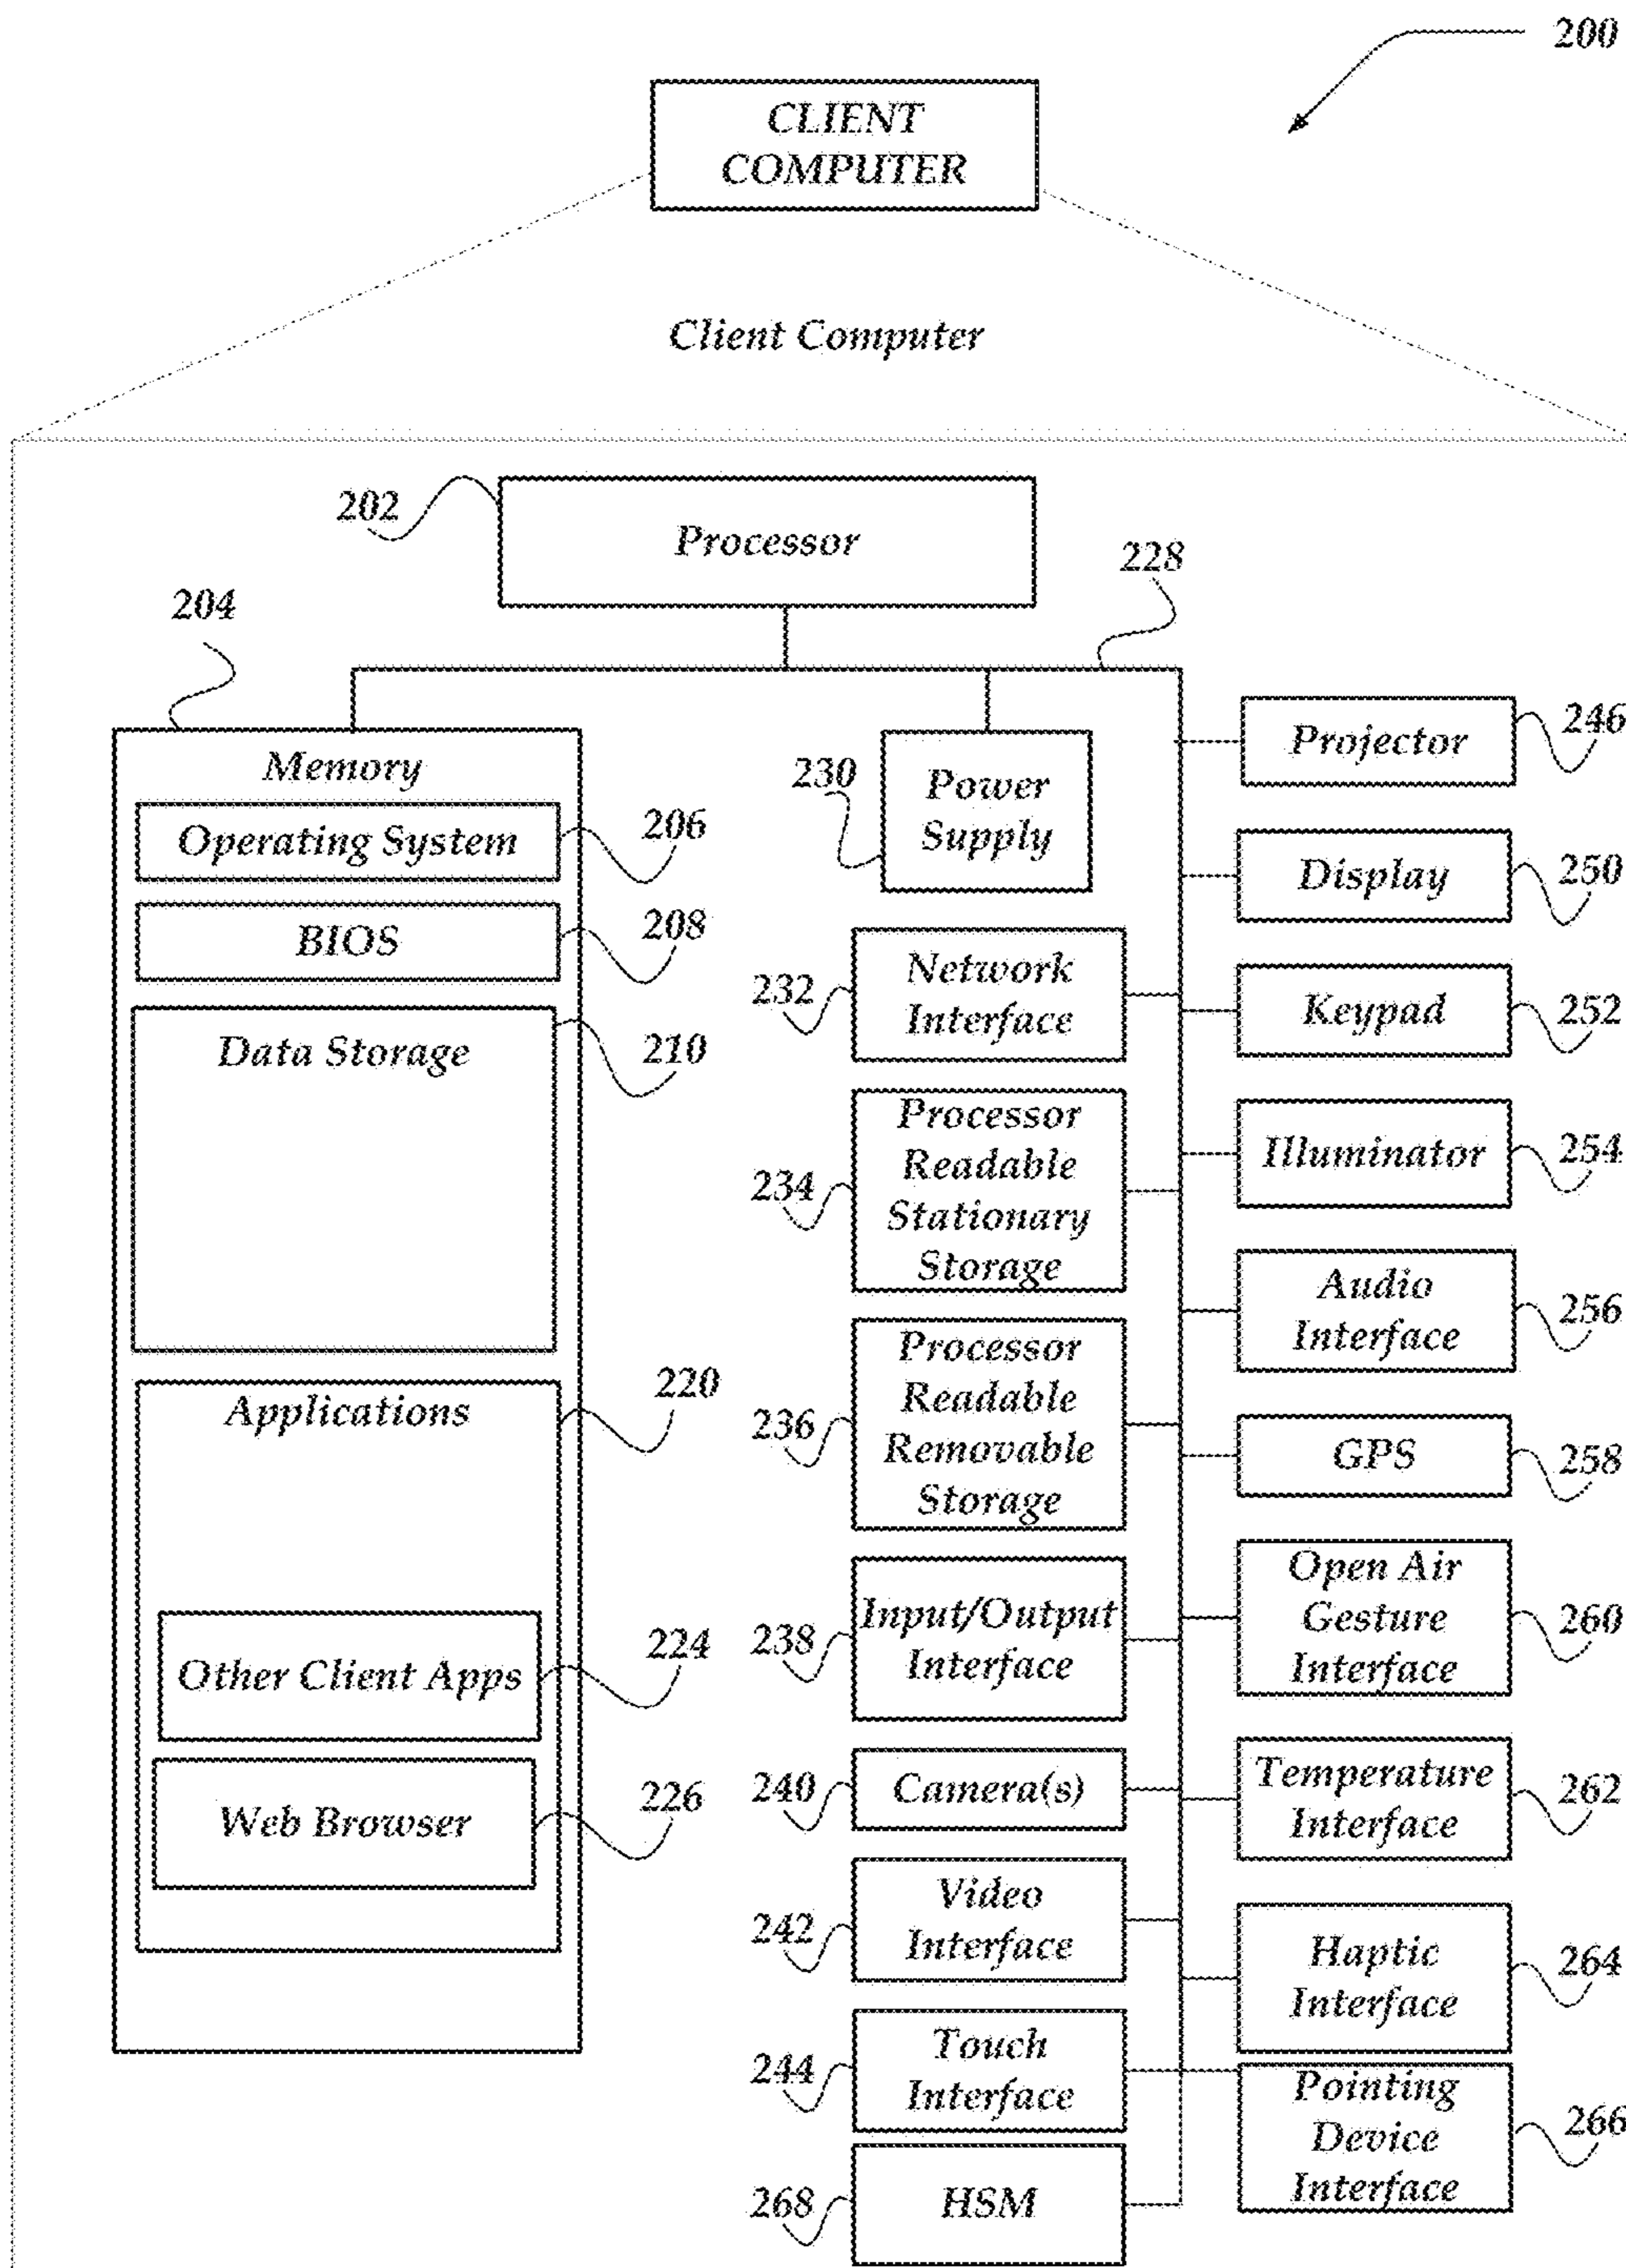 200
CLIENT
COMPUTER
Client Computer
202
Processor
228
204
Memory
Operating System
206
BIOS
208
Data Storage
210
Applications
220
Other Client Apps
224
Web Browser
226
230
Power
Supply
232
Network
Interface
234
Processor
Readable
Stationary
Storage
236
Processor
Readable
Removable
Storage
238
Input/Output
Interface
240
Camera(s)
242
Video
Interface
244
Touch
Interface
268
HSM
Projector
246
Display
250
Keypad
252
Illuminator
254
Audio
Interface
256
GPS
258
Open Air
Gesture
Interface
260
Temperature
Interface
262
Haptic
Interface
264
Pointing
Device
Interface
266